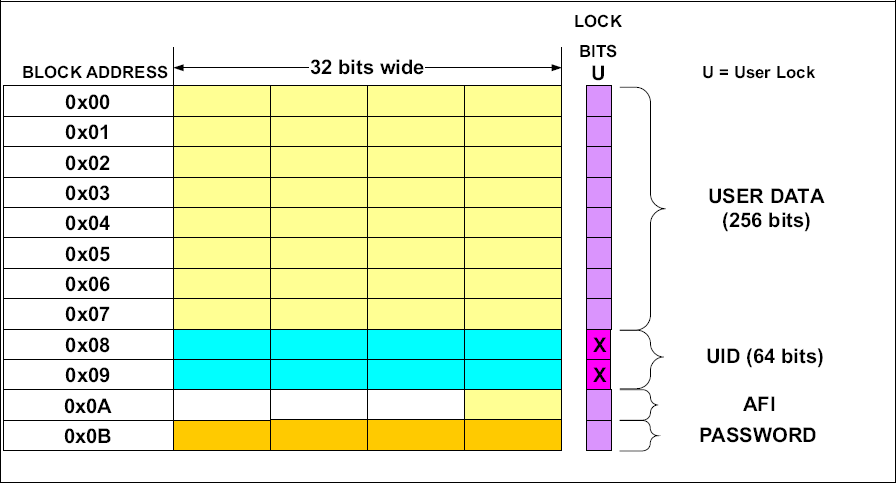 LOCK
BITS
BLOCK ADDRESS 32 bits wide U U = User Lock
0x00
0x01
0x02
0x03
0x04 USER DATA
(256 bits)
0x05
0x06
0x07
0x08 X
UID (64 bits)
0x09 X
0x0A AFI
0x0B PASSWORD